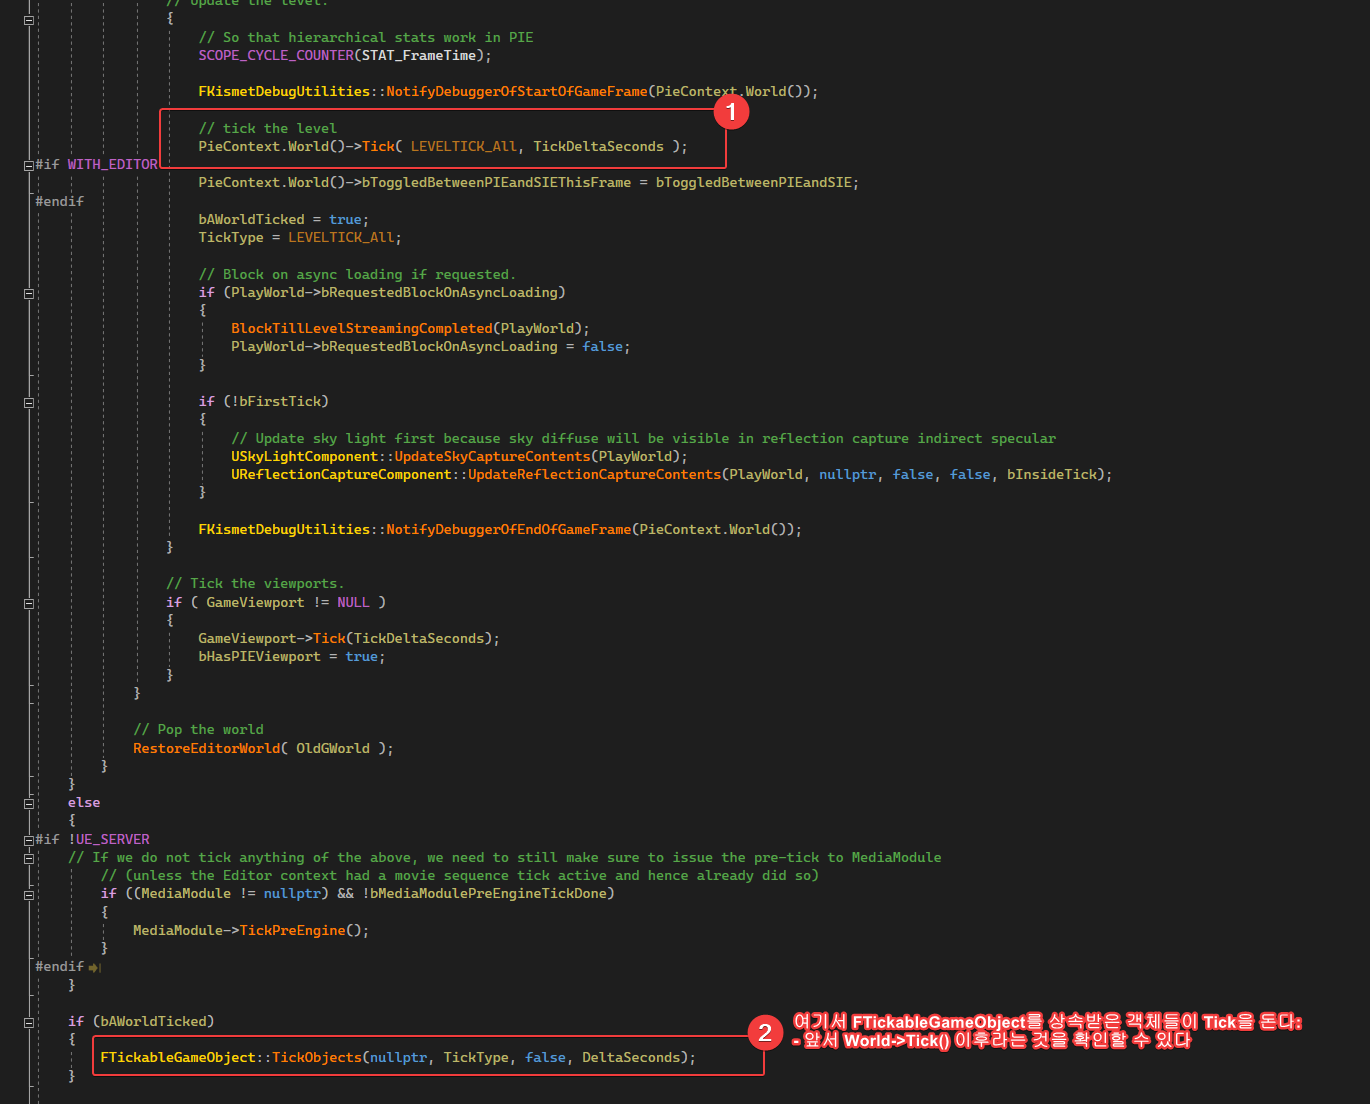 // Update the level.
{
// So that hierarchical stats work in PIE
SCOPE_CYCLE_COUNTER(STAT_FrameTime);
FKismetDebugUtilities::NotifyDebuggerOfStartOfGameFrame(PieContext.World());
1
// tick the level
PieContext.World()->Tick( LEVELTICK_All, TickDeltaSeconds );
#if WITH_EDITOR
PieContext.World()->bToggledBetweenPIEandSIEThisFrame = bToggledBetweenPIEandSIE;
#endif
bAWorldTicked = true;
TickType = LEVELTICK_All;
// Block on async loading if requested.
if (PlayWorld->bRequestedBlockOnAsyncLoading)
{
BlockTillLevelStreamingCompleted(PlayWorld);
PlayWorld->bRequestedBlockOnAsyncLoading = false;
}
if (!bFirstTick)
{
// Update sky light first because sky diffuse will be visible in reflection capture indirect specular
USkyLightComponent::UpdateSkyCaptureContents(PlayWorld);
UReflectionCaptureComponent::UpdateReflectionCaptureContents(PlayWorld, nullptr, false, false, bInsideTick);
}
FKismetDebugUtilities::NotifyDebuggerOfEndOfGameFrame(PieContext.World());
}
// Tick the viewports.
if ( GameViewport != NULL )
{
GameViewport->Tick(TickDeltaSeconds);
bHasPIEViewport = true;
}
}
// Pop the world
RestoreEditorWorld( OldGWorld );
}
}
else
{
#if !UE_SERVER
// If we do not tick anything of the above, we need to still make sure to issue the pre-tick to MediaModule
// (unless the Editor context had a movie sequence tick active and hence already did so)
if ((MediaModule != nullptr) && !bMediaModulePreEngineTickDone)
{
MediaModule->TickPreEngine();
}
#endif
}
if (bAWorldTicked)
{
FTickableGameObject::TickObjects(nullptr, TickType, false, DeltaSeconds);
}
2
여기서 FTickableGameObject를 상속받은 객체들이 Tick을 돈다:
- 앞서 World->Tick() 이후라는 것을 확인할 수 있다